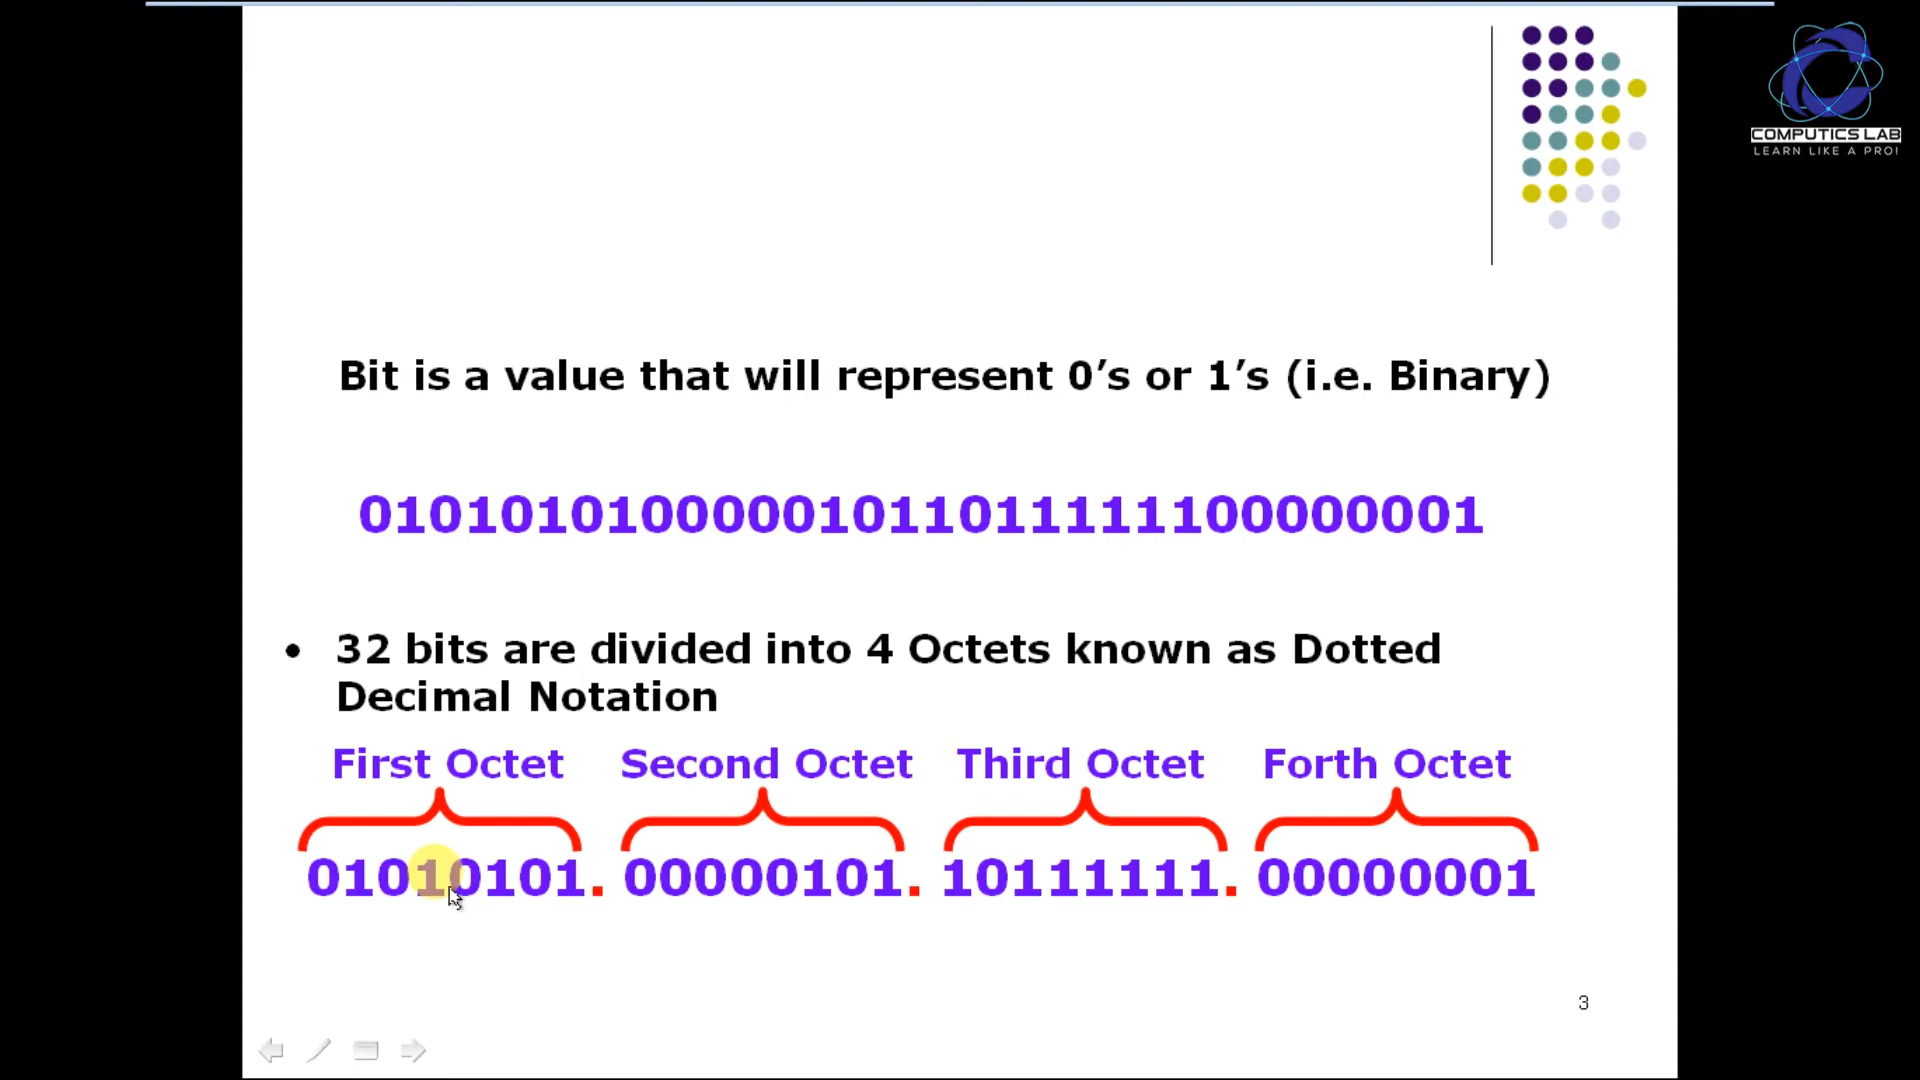 COMPUTICS LAB
LEARN LIKE A PRO!
Bit is a value that will represent 0’s or 1’s (i.e. Binary)
01010101000001011011111100000001
• 32 bits are divided into 4 Octets known as Dotted
Decimal Notation
First Octet Second Octet Third Octet Forth Octet
01010101. 00000101. 10111111. 00000001
3